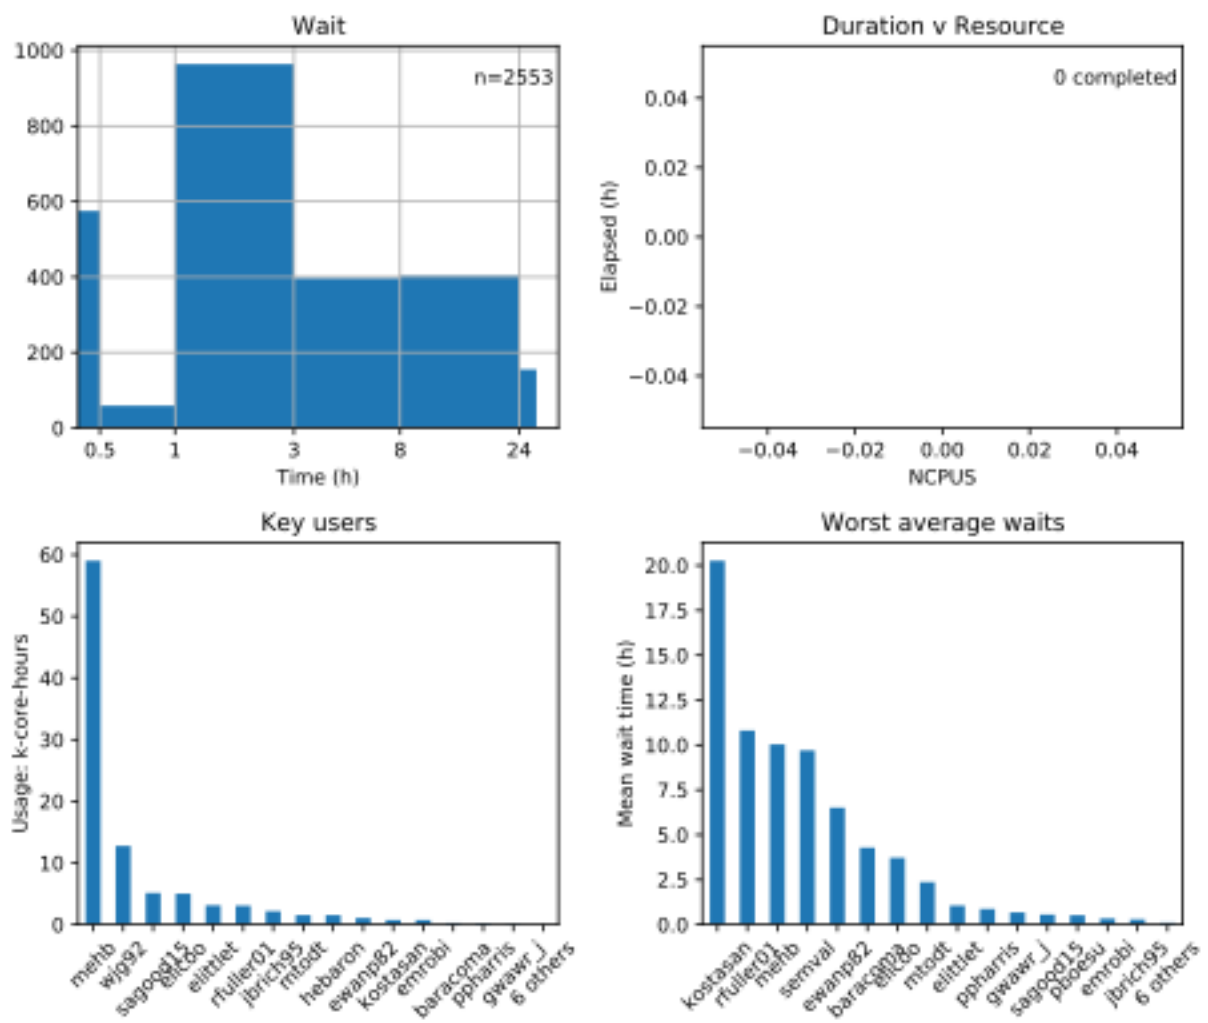 Wait
n=2553
1000
800
600
400
200
0
0.5 1 3 8 24
Time (h)
Duration v Resource
0 completed
Elapsed (h)
0.04
0.02
0.00
−0.02
−0.04
−0.04 −0.02 0.00 0.02 0.04
NCPUS
Key users
Usage: k-core-hours
60
50
40
30
20
10
0
mehb
wjg92
sagood15
elicdo
elittlet
rfuller01
jbrich95
mtodt
hebaron
ewanp82
kostasan
emrobi
baracoma
ppharris
gwawr_j
6 others
Worst average waits
Mean wait time (h)
20.0
17.5
15.0
12.5
10.0
7.5
5.0
2.5
0.0
kostasan
rfuller01
mehb
semval
ewanp82
baracoma
elicdo
mtodt
elittlet
ppharris
gwawr_j
sagood15
pboesu
emrobi
jbrich95
6 others